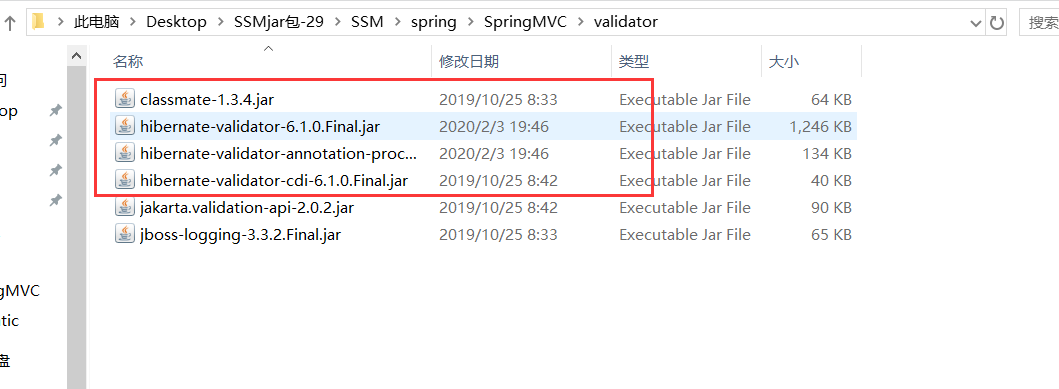 此电脑 > Desktop > SSMjar包-29 > SSM > spring > SpringMVC > validator
搜索
名称 修改日期 类型 大小
classmate-1.3.4.jar 2019/10/25 8:33 Executable Jar File 64 KB
hibernate-validator-6.1.0.Final.jar 2020/2/3 19:46 Executable Jar File 1,246 KB
hibernate-validator-annotation-proc... 2020/2/3 19:46 Executable Jar File 134 KB
hibernate-validator-cdi-6.1.0.Final.jar 2019/10/25 8:42 Executable Jar File 40 KB
jakarta.validation-api-2.0.2.jar 2019/10/25 8:42 Executable Jar File 90 KB
jboss-logging-3.3.2.Final.jar 2019/10/25 8:33 Executable Jar File 65 KB
op
gMVC
tic
盘